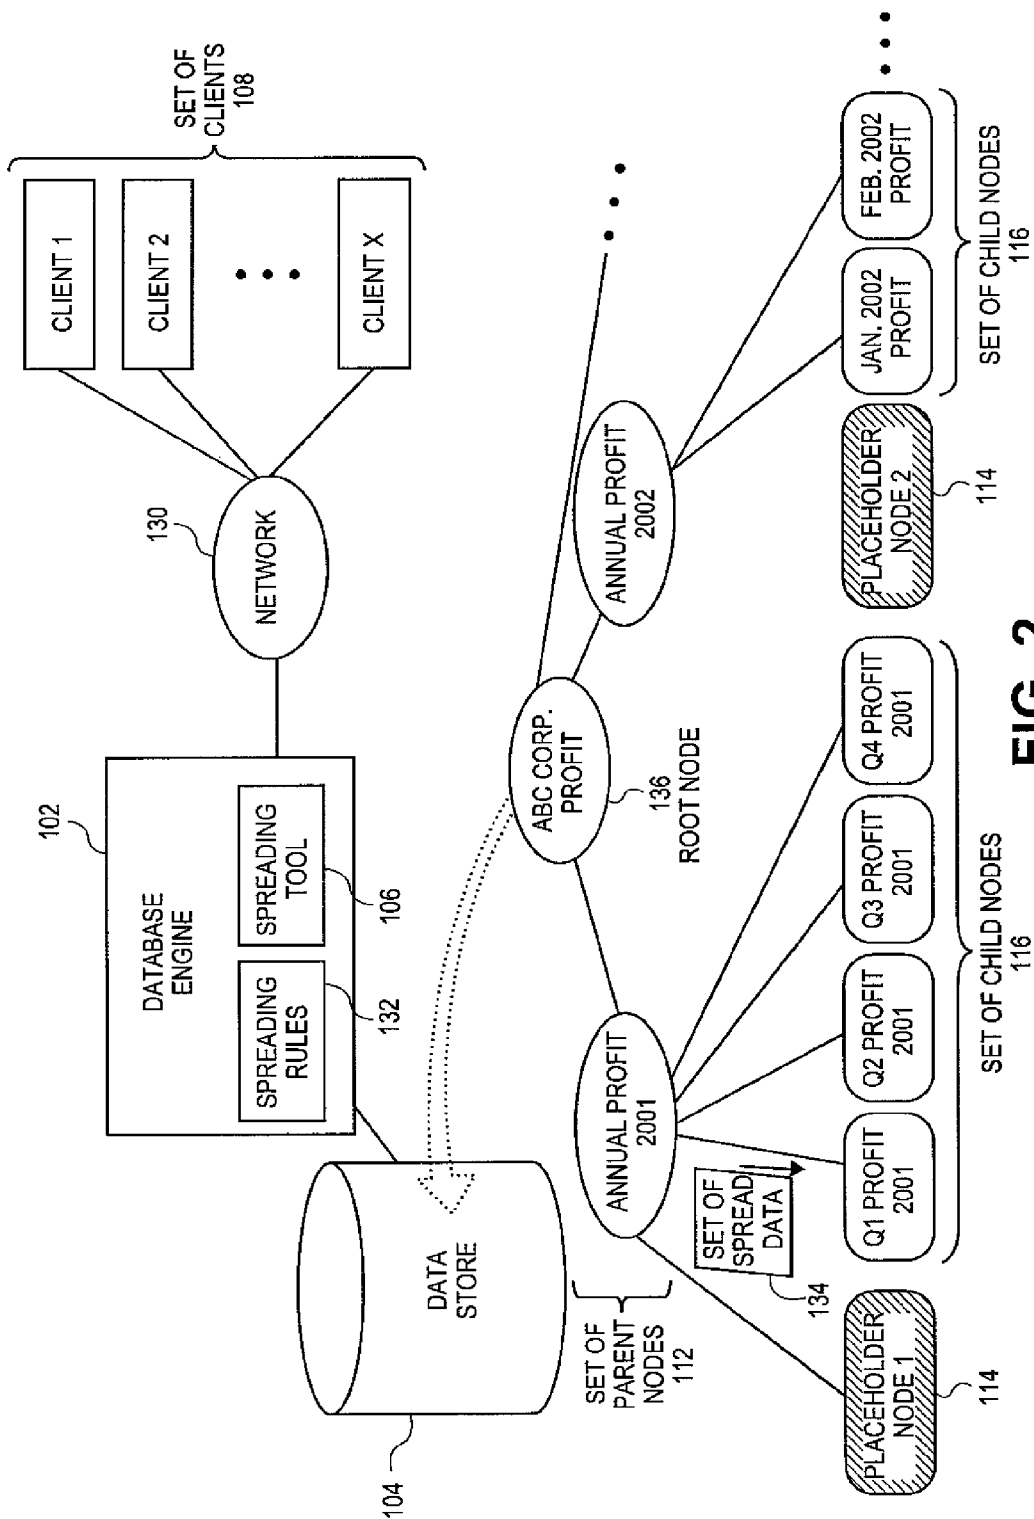 102
DATABASE
ENGINE
SPREADING
RULES
SPREADING
TOOL
132
106
130
NETWORK
CLIENT 1
CLIENT 2
CLIENT X
SET OF
CLIENTS
108
104
DATA
STORE
ABC CORP.
PROFIT
136
ROOT NODE
SET OF
PARENT
NODES
112
ANNUAL PROFIT
2001
ANNUAL PROFIT
2002
SET OF
SPREAD
DATA
134
PLACEHOLDER
NODE 1
114
Q1 PROFIT
2001
Q2 PROFIT
2001
Q3 PROFIT
2001
Q4 PROFIT
2001
SET OF CHILD NODES
116
PLACEHOLDER
NODE 2
114
JAN. 2002
PROFIT
FEB. 2002
PROFIT
SET OF CHILD NODES
116
FIG. 2